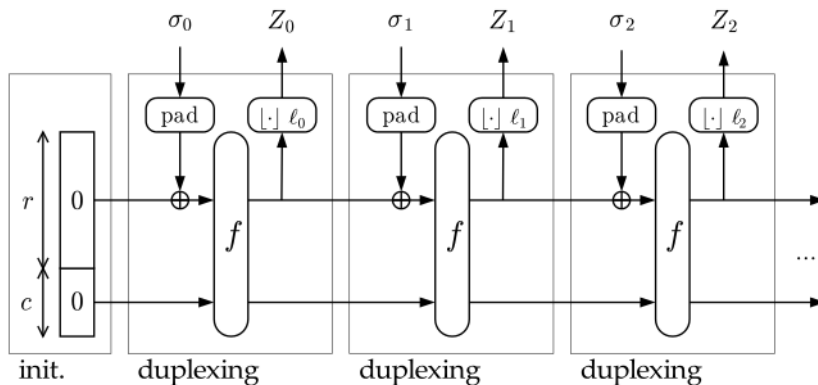 σ₀ Z₀ σ₁ Z₁ σ₂ Z₂
pad ⌊·⌋ ℓ₀ pad ⌊·⌋ ℓ₁ pad ⌊·⌋ ℓ₂
r 0 f f f
...
c 0
init. duplexing duplexing duplexing